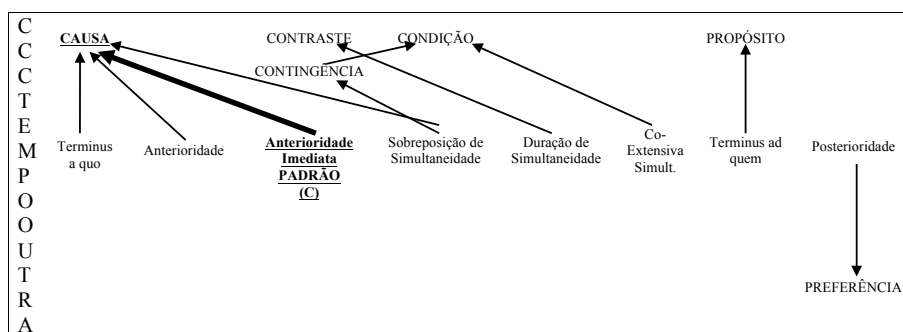 C
C
C
T
E
M
P
O
O
U
T
R
A
CAUSA
CONTRASTE
CONDIÇÃO
PROPÓSITO
CONTINGÊNCIA
Terminus
a quo
Anterioridade
Anterioridade
Imediata
PADRÃO
(C)
Sobreposição de
Simultaneidade
Duração de
Simultaneidade
Co-
Extensiva
Simult.
Terminus ad
quem
Posterioridade
PREFERÊNCIA